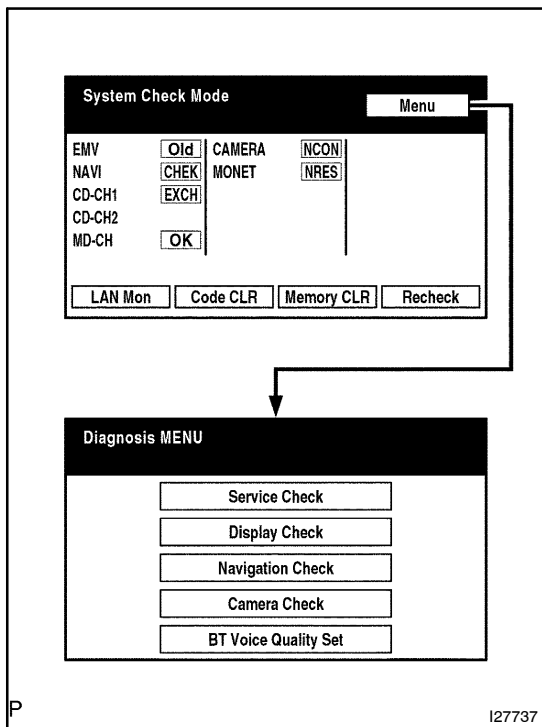 System Check Mode
Menu
EMV Old CAMERA NCON
NAVI CHEK MONET NRES
CD-CH1 EXCH
CD-CH2
MD-CH OK
LAN Mon Code CLR Memory CLR Recheck
Diagnosis MENU
Service Check
Display Check
Navigation Check
Camera Check
BT Voice Quality Set
P
I27737